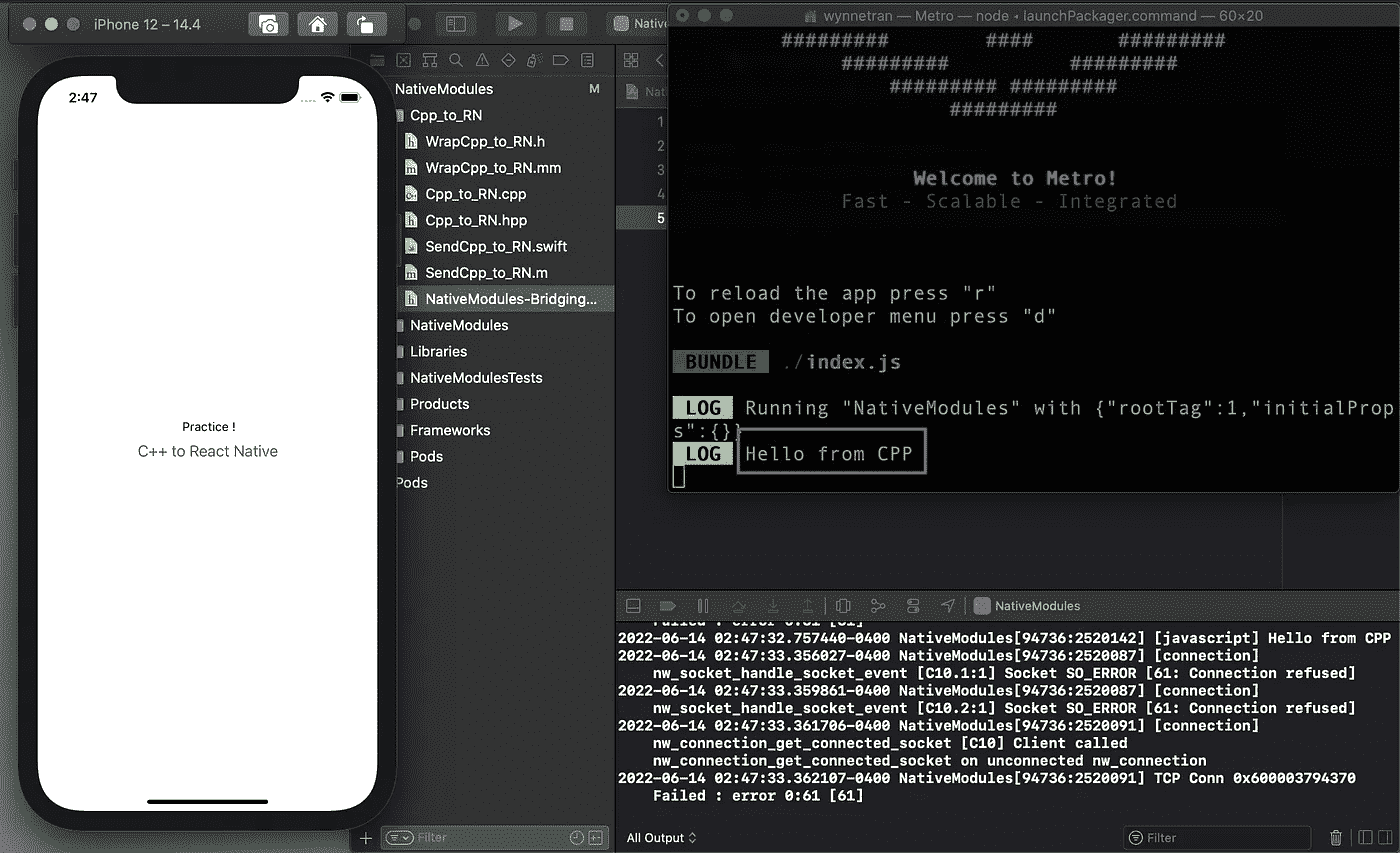 iPhone 12 – 14.4
2:47
Practice !
C++ to React Native
Native
NativeModules M
Cpp_to_RN
WrapCpp_to_RN.h
WrapCpp_to_RN.mm
Cpp_to_RN.cpp
Cpp_to_RN.hpp
SendCpp_to_RN.swift
SendCpp_to_RN.m
NativeModules-Bridging...
NativeModules
Libraries
NativeModulesTests
Products
Frameworks
Pods
Pods
Filter
Nat
1
2
3
4
5
wynnetran — Metro — node ◂ launchPackager.command — 60×20
######### #### #########
######### #########
######### #########
#########
Welcome to Metro!
Fast - Scalable - Integrated
To reload the app press "r"
To open developer menu press "d"
BUNDLE ./index.js
LOG Running "NativeModules" with {"rootTag":1,"initialProp
s":{}}
LOG Hello from CPP
NativeModules
Failed : error 0:61 [61]
2022-06-14 02:47:32.757440-0400 NativeModules[94736:2520142] [javascript] Hello from CPP
2022-06-14 02:47:33.356027-0400 NativeModules[94736:2520087] [connection]
nw_socket_handle_socket_event [C10.1:1] Socket SO_ERROR [61: Connection refused]
2022-06-14 02:47:33.359861-0400 NativeModules[94736:2520087] [connection]
nw_socket_handle_socket_event [C10.2:1] Socket SO_ERROR [61: Connection refused]
2022-06-14 02:47:33.361706-0400 NativeModules[94736:2520091] [connection]
nw_connection_get_connected_socket [C10] Client called
nw_connection_get_connected_socket on unconnected nw_connection
2022-06-14 02:47:33.362107-0400 NativeModules[94736:2520091] TCP Conn 0x600003794370
Failed : error 0:61 [61]
All Output
Filter